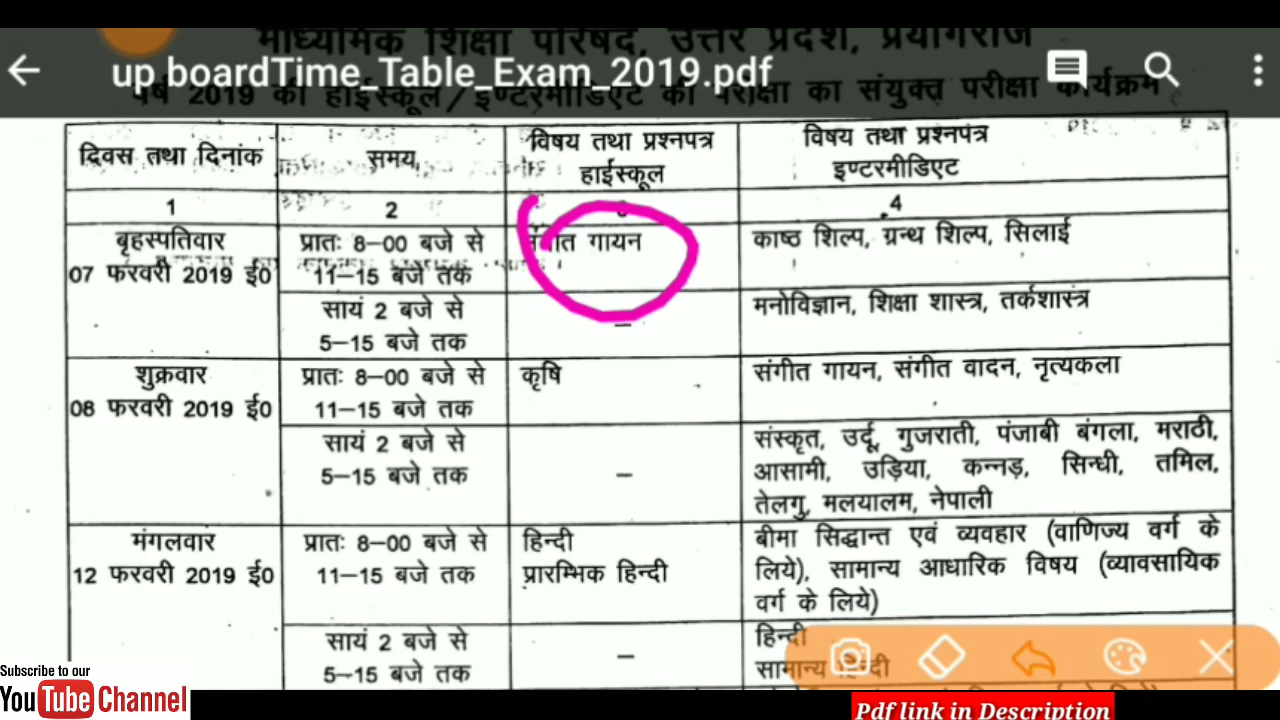 माध्यमिक शिक्षा परिषद, उत्तर प्रदेश, प्रयागराज
up boardTime_Table_Exam_2019.pdf
वर्ष 2019 की हाईस्कूल/इण्टरमीडिएट की परीक्षा का संयुक्त परीक्षा कार्यक्रम
दिवस तथा दिनांक
समय
विषय तथा प्रश्नपत्र
हाईस्कूल
विषय तथा प्रश्नपत्र
इण्टरमीडिएट
1
2
4
बृहस्पतिवार
07 फरवरी 2019 ई0
प्रातः 8–00 बजे से
11–15 बजे तक
संगीत गायन
काष्ठ शिल्प, ग्रन्थ शिल्प, सिलाई
सायं 2 बजे से
5–15 बजे तक
–
मनोविज्ञान, शिक्षा शास्त्र, तर्कशास्त्र
शुक्रवार
08 फरवरी 2019 ई0
प्रातः 8–00 बजे से
11–15 बजे तक
कृषि
संगीत गायन, संगीत वादन, नृत्यकला
सायं 2 बजे से
5–15 बजे तक
–
संस्कृत, उर्दू, गुजराती, पंजाबी बंगला, मराठी,
आसामी, उड़िया, कन्नड़, सिन्धी, तमिल,
तेलगु, मलयालम, नेपाली
मंगलवार
12 फरवरी 2019 ई0
प्रातः 8–00 बजे से
11–15 बजे तक
हिन्दी
प्रारम्भिक हिन्दी
बीमा सिद्धान्त एवं व्यवहार (वाणिज्य वर्ग के
लिये), सामान्य आधारिक विषय (व्यावसायिक
वर्ग के लिये)
सायं 2 बजे से
5–15 बजे तक
–
हिन्दी
सामान्य हिन्दी
Subscribe to our
YouTube Channel
Pdf link in Description